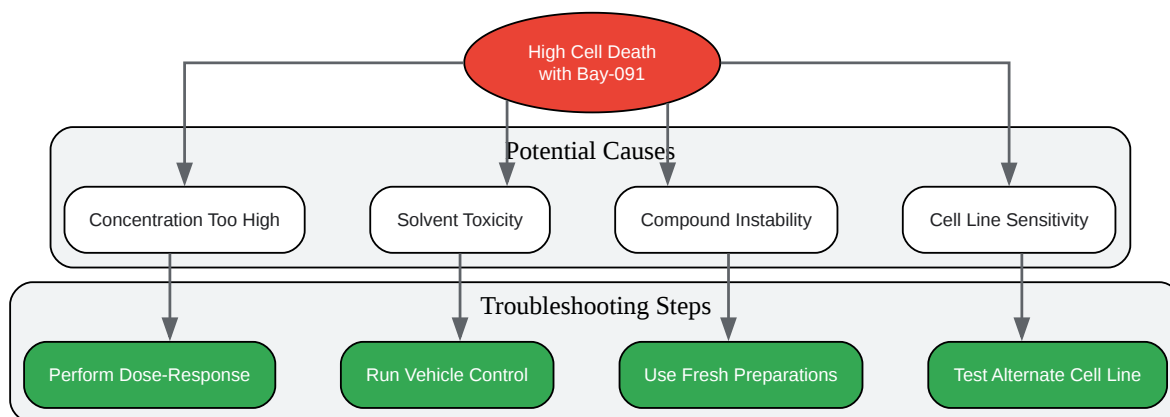 High Cell Death
with Bay-091
Potential Causes
Concentration Too High
Solvent Toxicity
Compound Instability
Cell Line Sensitivity
Troubleshooting Steps
Perform Dose-Response
Run Vehicle Control
Use Fresh Preparations
Test Alternate Cell Line